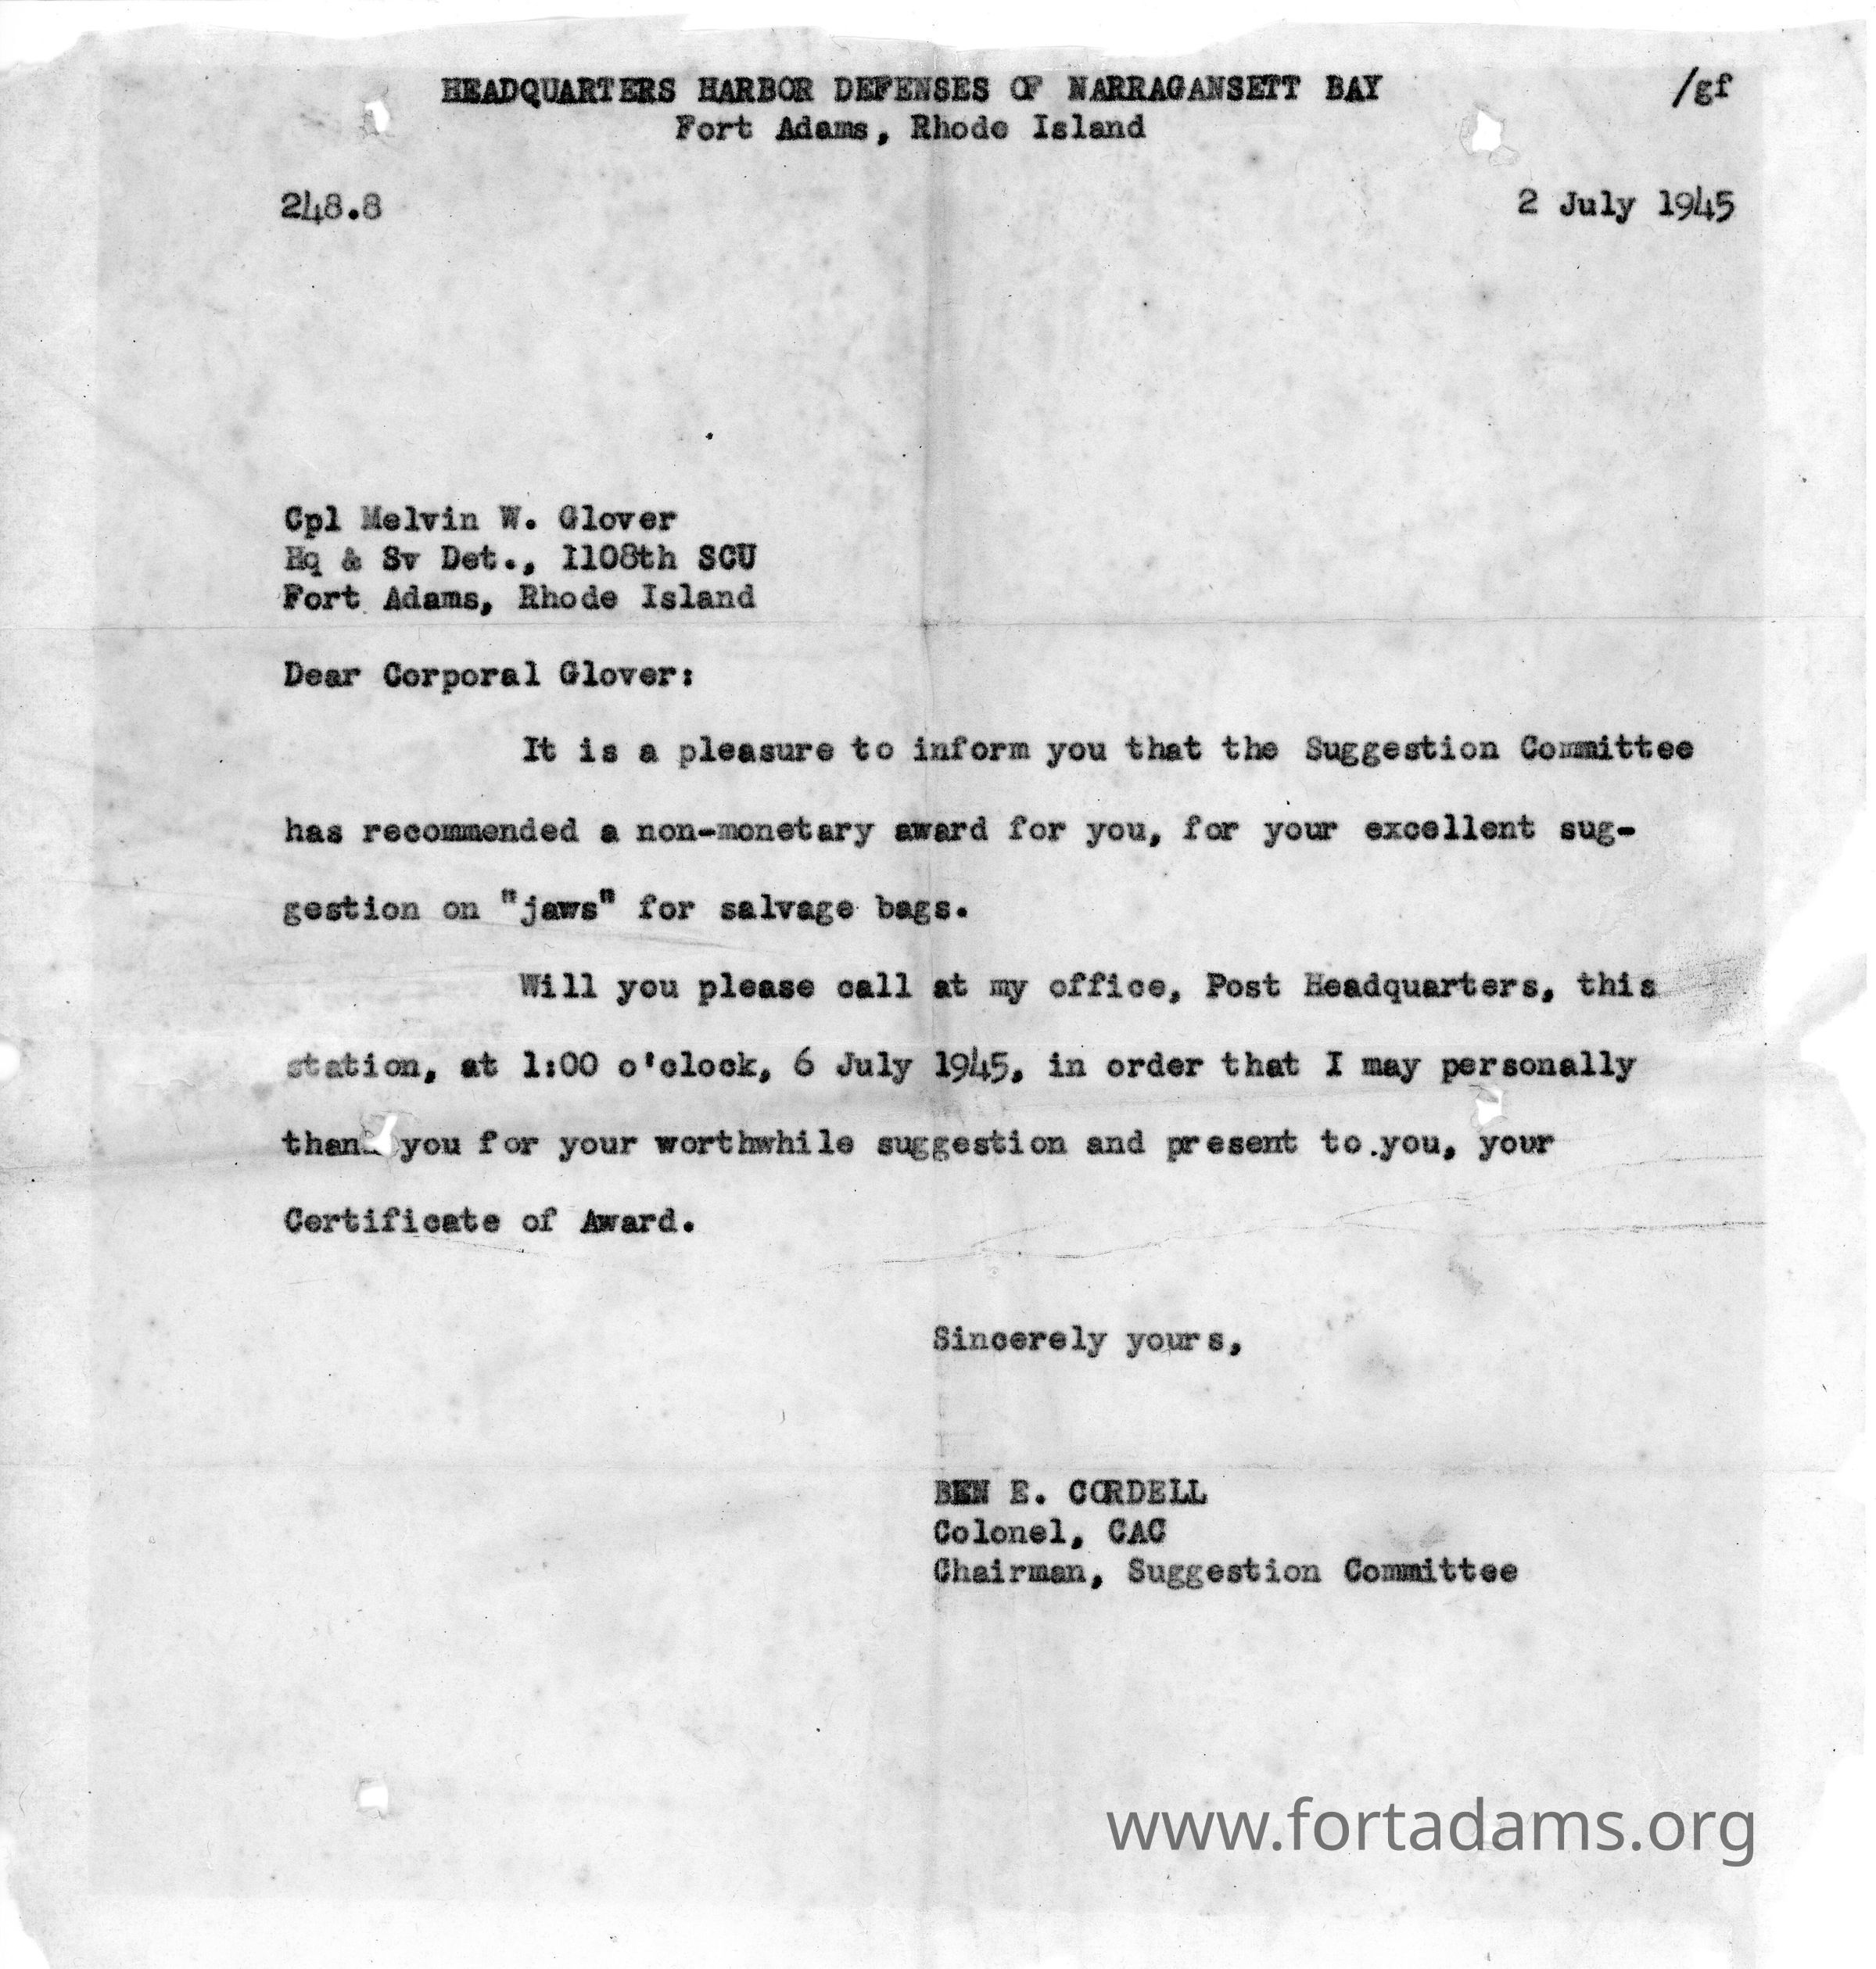 HEADQUARTERS HARBOR DEFENSES OF NARRAGANSETT BAY /gf
Fort Adams, Rhode Island
248.8 2 July 1945
Cpl Melvin W. Glover
Hq & Sv Det., 1108th SCU
Fort Adams, Rhode Island
Dear Corporal Glover:
It is a pleasure to inform you that the Suggestion Committee
has recommended a non-monetary award for you, for your excellent sug-
gestion on "jaws" for salvage bags.
Will you please call at my office, Post Headquarters, this
station, at 1:00 o'clock, 6 July 1945, in order that I may personally
thank you for your worthwhile suggestion and present to you, your
Certificate of Award.
Sincerely yours,
BEN E. CORDELL
Colonel, CAC
Chairman, Suggestion Committee
www.fortadams.org